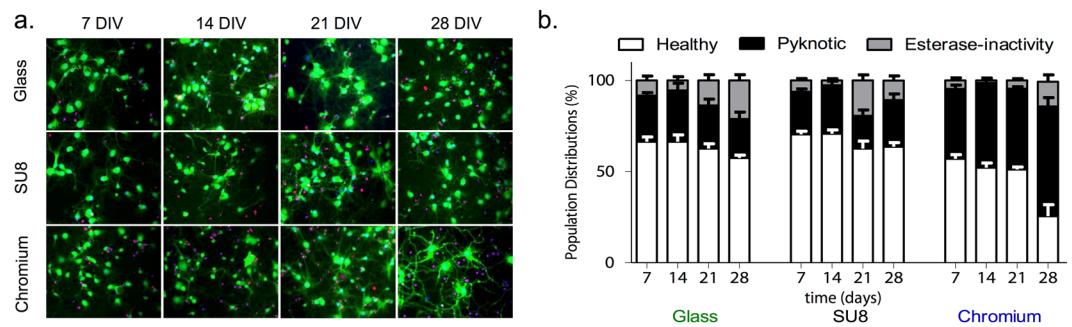 a.
7 DIV 14 DIV 21 DIV 28 DIV
Glass
SU8
Chromium
b.
Healthy Pyknotic Esterase-inactivity
Population Distributions (%)
100
50
0
7 14 21 28 7 14 21 28 7 14 21 28
time (days)
Glass SU8 Chromium